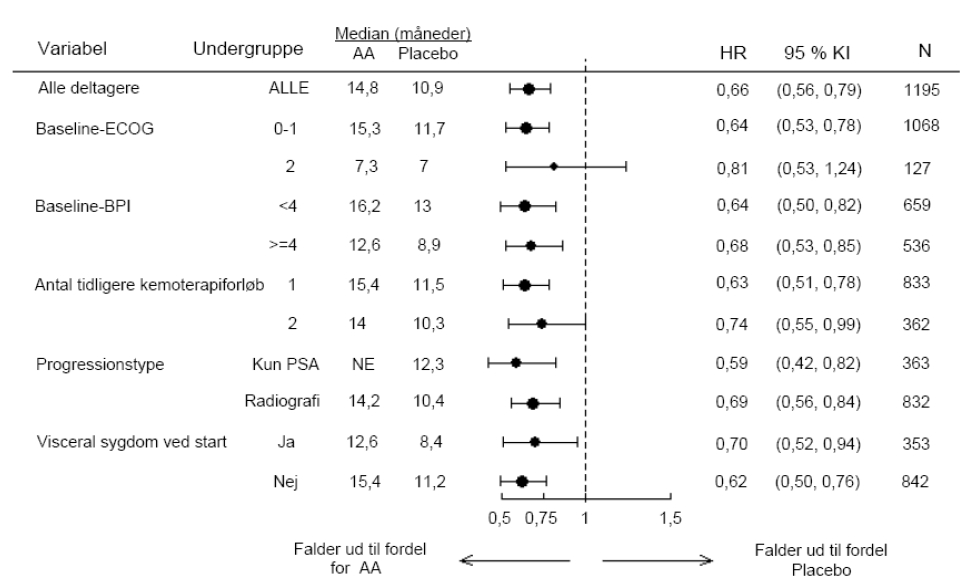 Median (måneder)
Variabel Undergruppe AA Placebo HR 95 % KI N
Alle deltagere ALLE 14,8 10,9 0,66 (0,56, 0,79) 1195
Baseline-ECOG 0-1 15,3 11,7 0,64 (0,53, 0,78) 1068
2 7,3 7 0,81 (0,53, 1,24) 127
Baseline-BPI <4 16,2 13 0,64 (0,50, 0,82) 659
>=4 12,6 8,9 0,68 (0,53, 0,85) 536
Antal tidligere kemoterapiforløb 1 15,4 11,5 0,63 (0,51, 0,78) 833
2 14 10,3 0,74 (0,55, 0,99) 362
Progressionstype Kun PSA NE 12,3 0,59 (0,42, 0,82) 363
Radiografi 14,2 10,4 0,69 (0,56, 0,84) 832
Visceral sygdom ved start Ja 12,6 8,4 0,70 (0,52, 0,94) 353
Nej 15,4 11,2 0,62 (0,50, 0,76) 842
0,5 0,75 1 1,5
Falder ud til fordel
for AA
Falder ud til fordel
Placebo